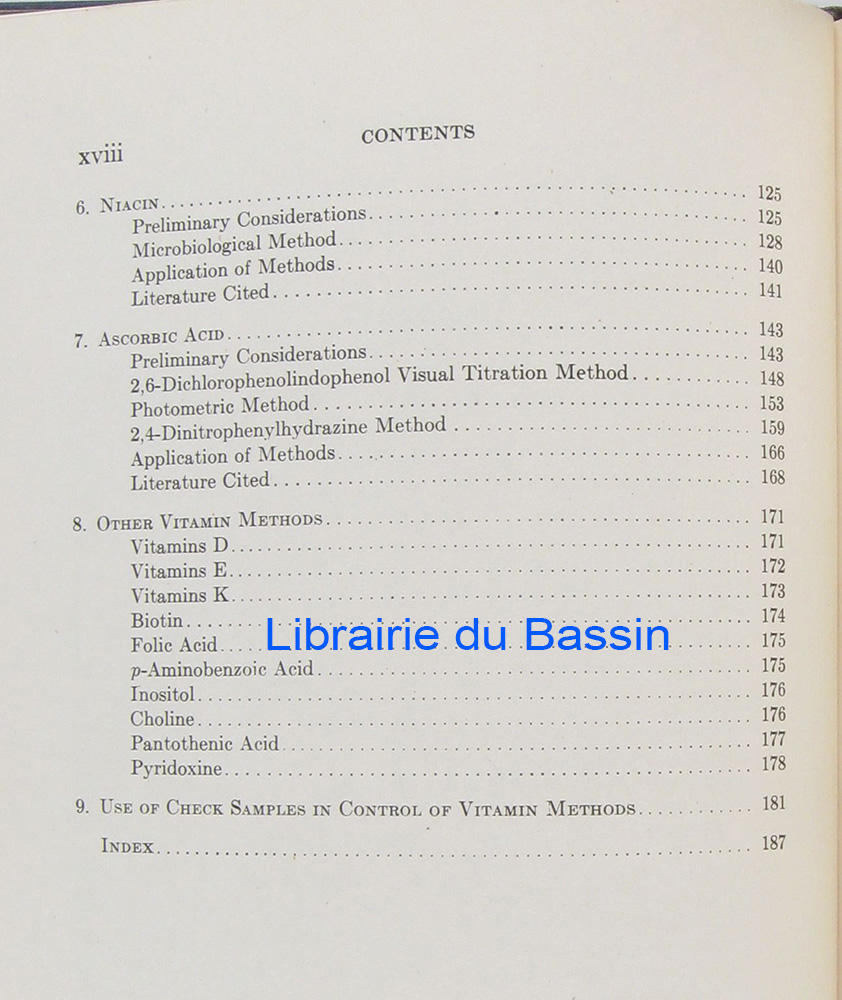 CONTENTS
xviii
6. NIACIN 125
Preliminary Considerations 125
Microbiological Method 128
Application of Methods 140
Literature Cited 141
7. ASCORBIC ACID 143
Preliminary Considerations 143
2,6-Dichlorophenolindophenol Visual Titration Method 148
Photometric Method 153
2,4-Dinitrophenylhydrazine Method 159
Application of Methods 166
Literature Cited 168
8. OTHER VITAMIN METHODS 171
Vitamins D 171
Vitamins E 172
Vitamins K 173
Biotin 174
Librairie du Bassin
Folic Acid 175
p-Aminobenzoic Acid 175
Inositol 176
Choline 176
Pantothenic Acid 177
Pyridoxine 178
9. USE OF CHECK SAMPLES IN CONTROL OF VITAMIN METHODS 181
INDEX 187